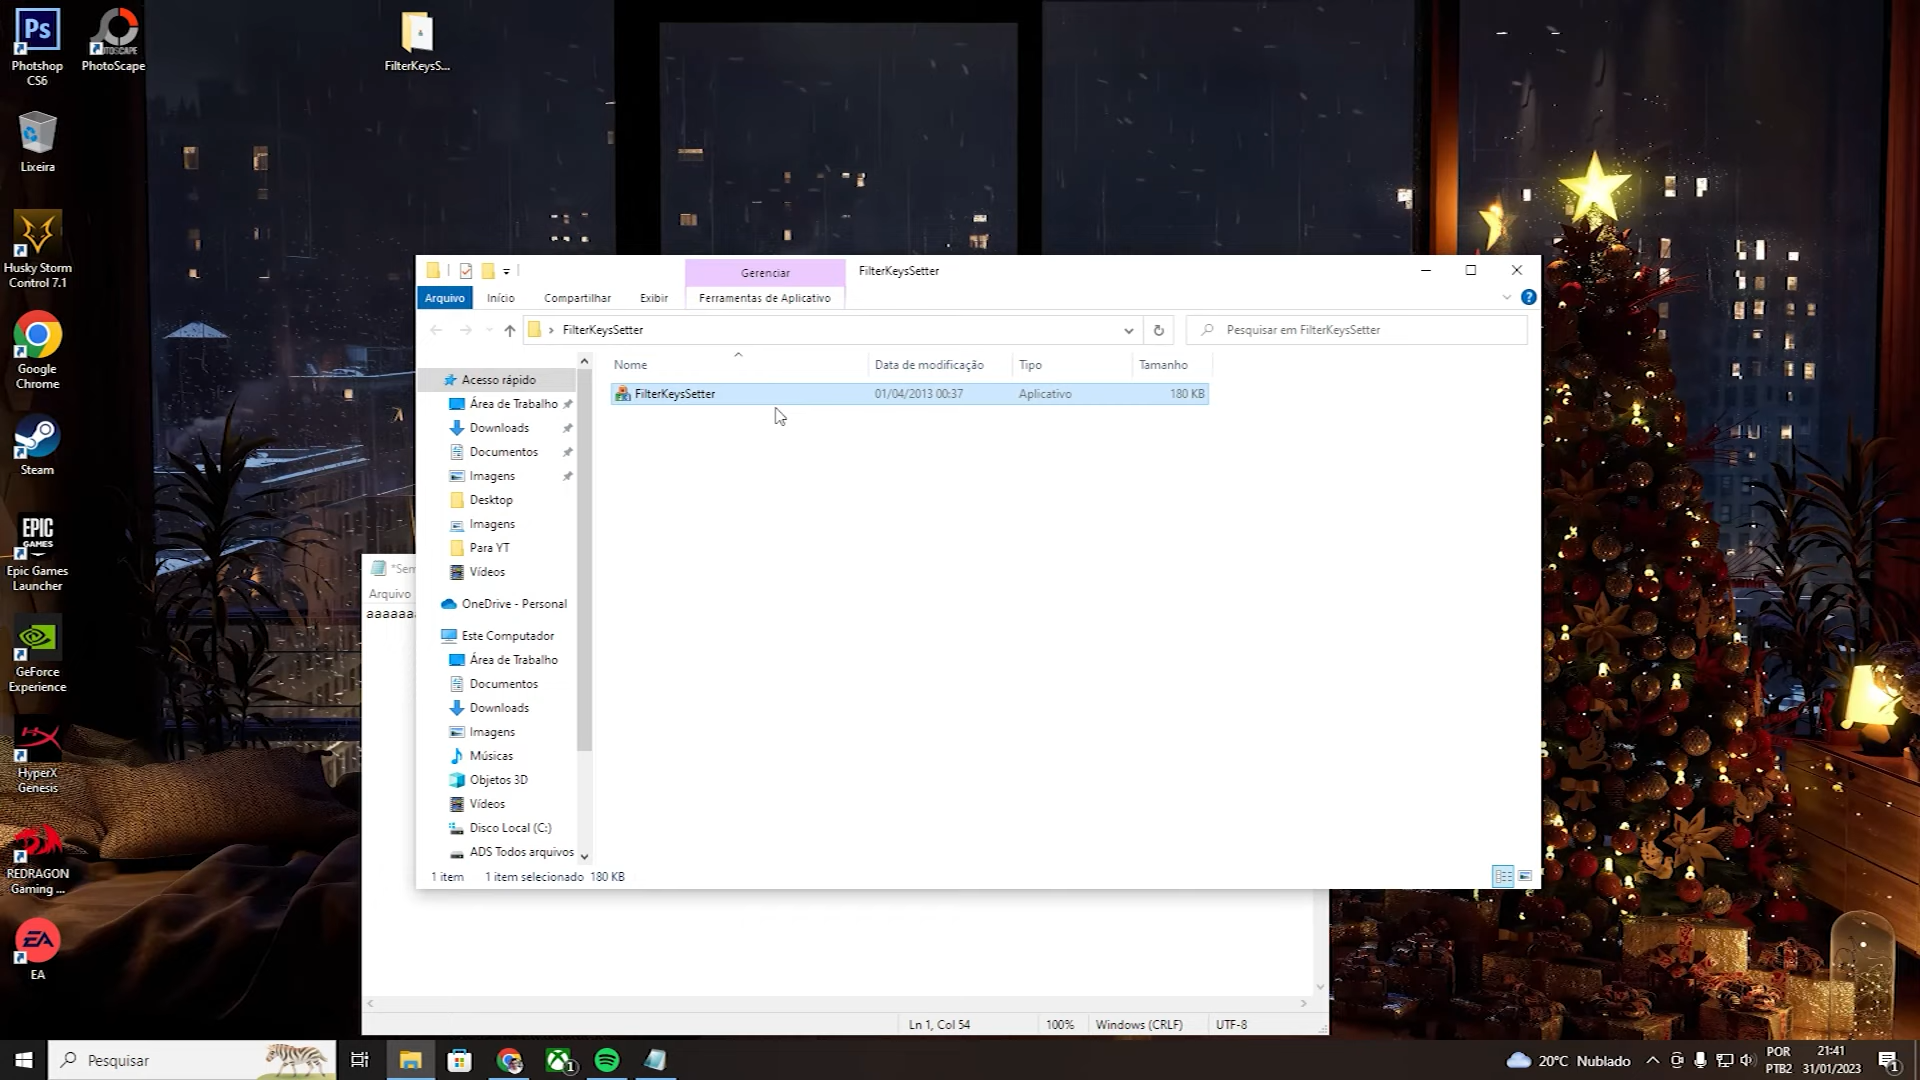 Photshop
CS6
PhotoScape
FilterKeysS...
Lixeira
Husky Storm
Control 7.1
Google
Chrome
Steam
EPIC
GAMES
Epic Games
Launcher
GeForce
Experience
HyperX
Genesis
REDRAGON
Gaming ...
EA
EA
Gerenciar
FilterKeysSetter
Arquivo
Início
Compartilhar
Exibir
Ferramentas de Aplicativo
FilterKeysSetter
Pesquisar em FilterKeysSetter
Nome
Data de modificação
Tipo
Tamanho
FilterKeysSetter
01/04/2013 00:37
Aplicativo
180 KB
Acesso rápido
Área de Trabalho
Downloads
Documentos
Imagens
Desktop
Imagens
Para YT
Vídeos
OneDrive - Personal
Este Computador
Área de Trabalho
Documentos
Downloads
Imagens
Músicas
Objetos 3D
Vídeos
Disco Local (C:)
ADS Todos arquivos
1 item
1 item selecionado 180 KB
*Sem
Arquivo
Ln 1, Col 54
100%
Windows (CRLF)
UTF-8
Pesquisar
20°C Nublado
POR
PTB2
21:41
31/01/2023